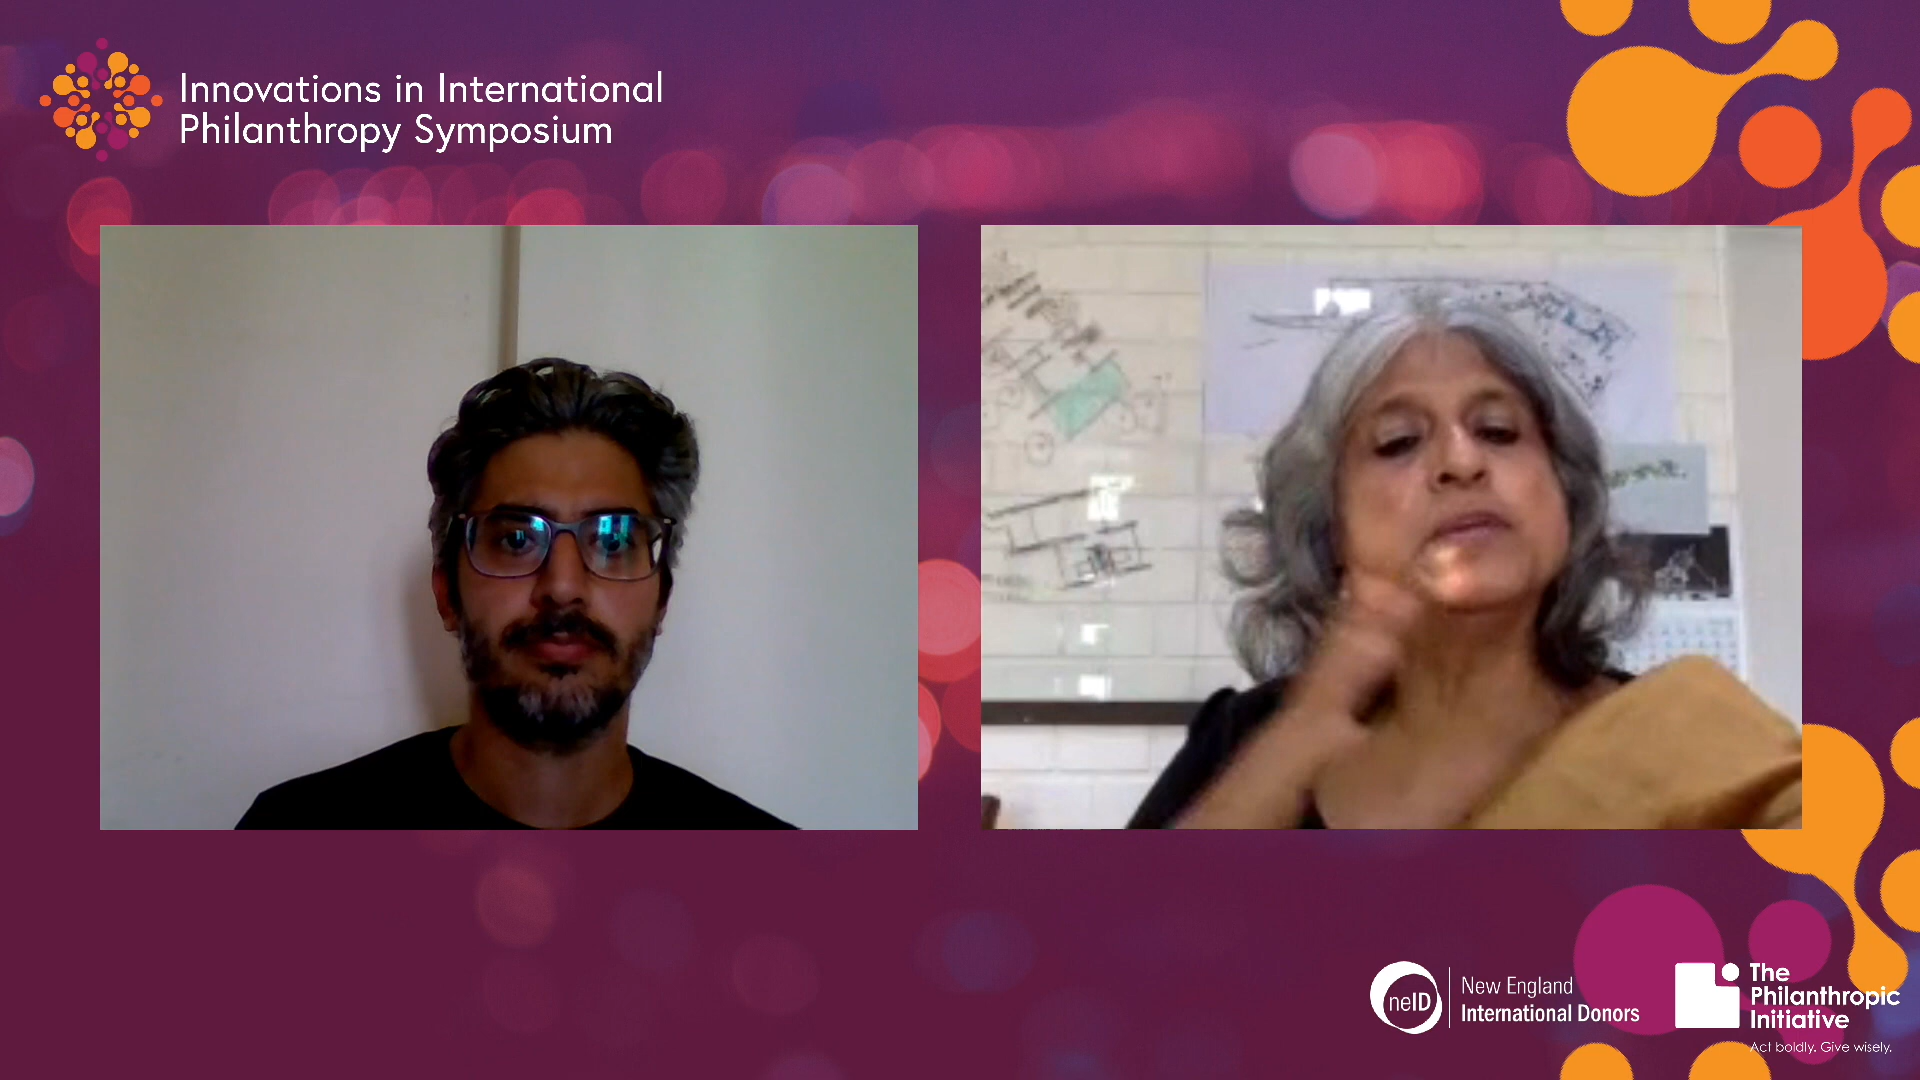 Innovations in International
Philanthropy Symposium
neID
New England
International Donors
The
Philanthropic
Initiative
Act boldly. Give wisely.